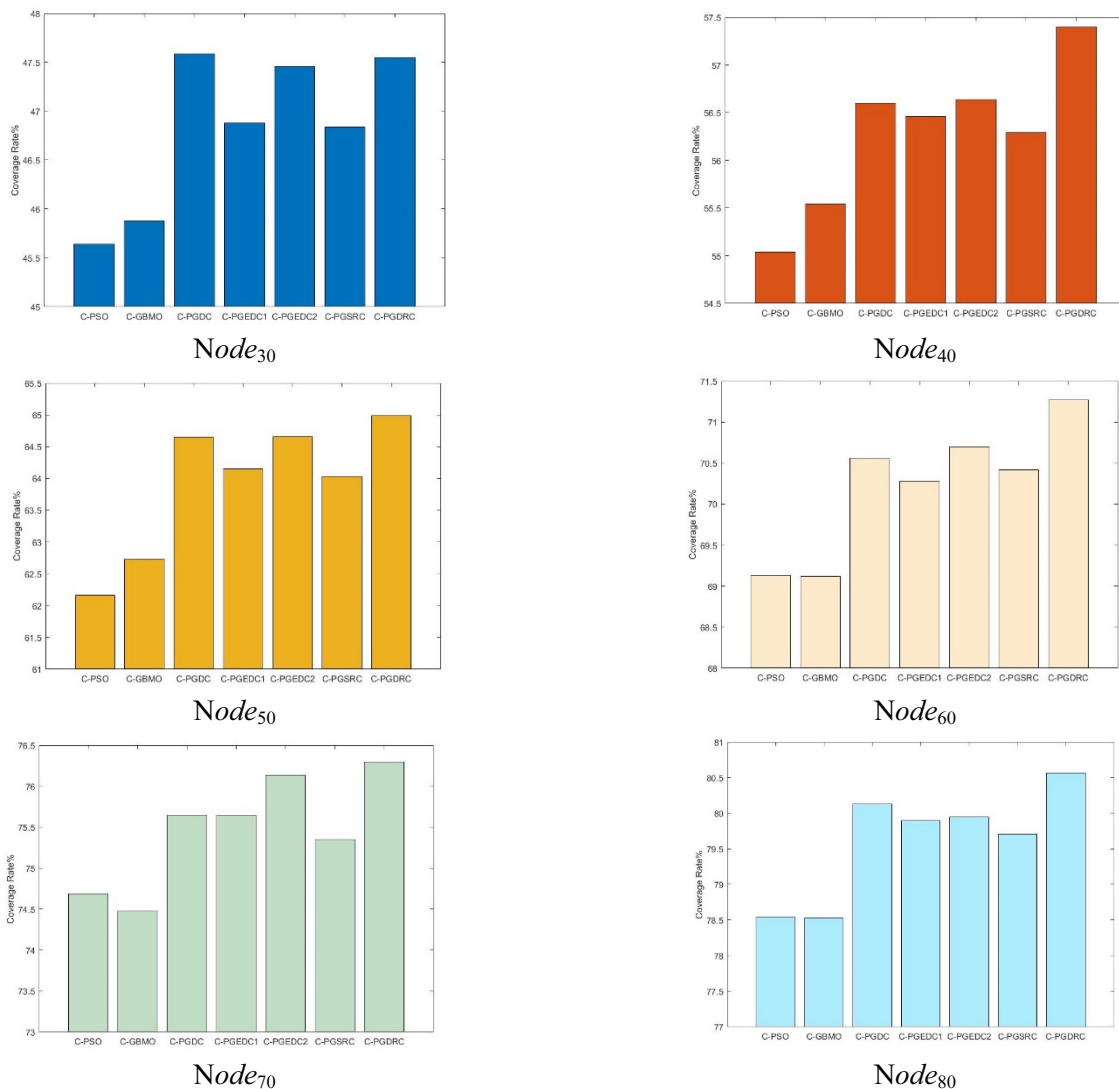 48
47.5
47
46.5
46
45.5
45
Coverage Rate%
C-PSO C-GBMO C-PGDC C-PGEDC1 C-PGEDC2 C-PGSRC C-PGDRC
Node30
57.5
57
56.5
56
55.5
55
54.5
Coverage Rate%
C-PSO C-GBMO C-PGDC C-PGEDC1 C-PGEDC2 C-PGSRC C-PGDRC
Node40
65.5
65
64.5
64
63.5
63
62.5
62
61.5
61
Coverage Rate%
C-PSO C-GBMO C-PGDC C-PGEDC1 C-PGEDC2 C-PGSRC C-PGDRC
Node50
71.5
71
70.5
70
69.5
69
68.5
68
Coverage Rate%
C-PSO C-GBMO C-PGDC C-PGEDC1 C-PGEDC2 C-PGSRC C-PGDRC
Node60
76.5
76
75.5
75
74.5
74
73.5
73
Coverage Rate%
C-PSO C-GBMO C-PGDC C-PGEDC1 C-PGEDC2 C-PGSRC C-PGDRC
Node70
81
80.5
80
79.5
79
78.5
78
77.5
77
Coverage Rate%
C-PSO C-GBMO C-PGDC C-PGEDC1 C-PGEDC2 C-PGSRC C-PGDRC
Node80